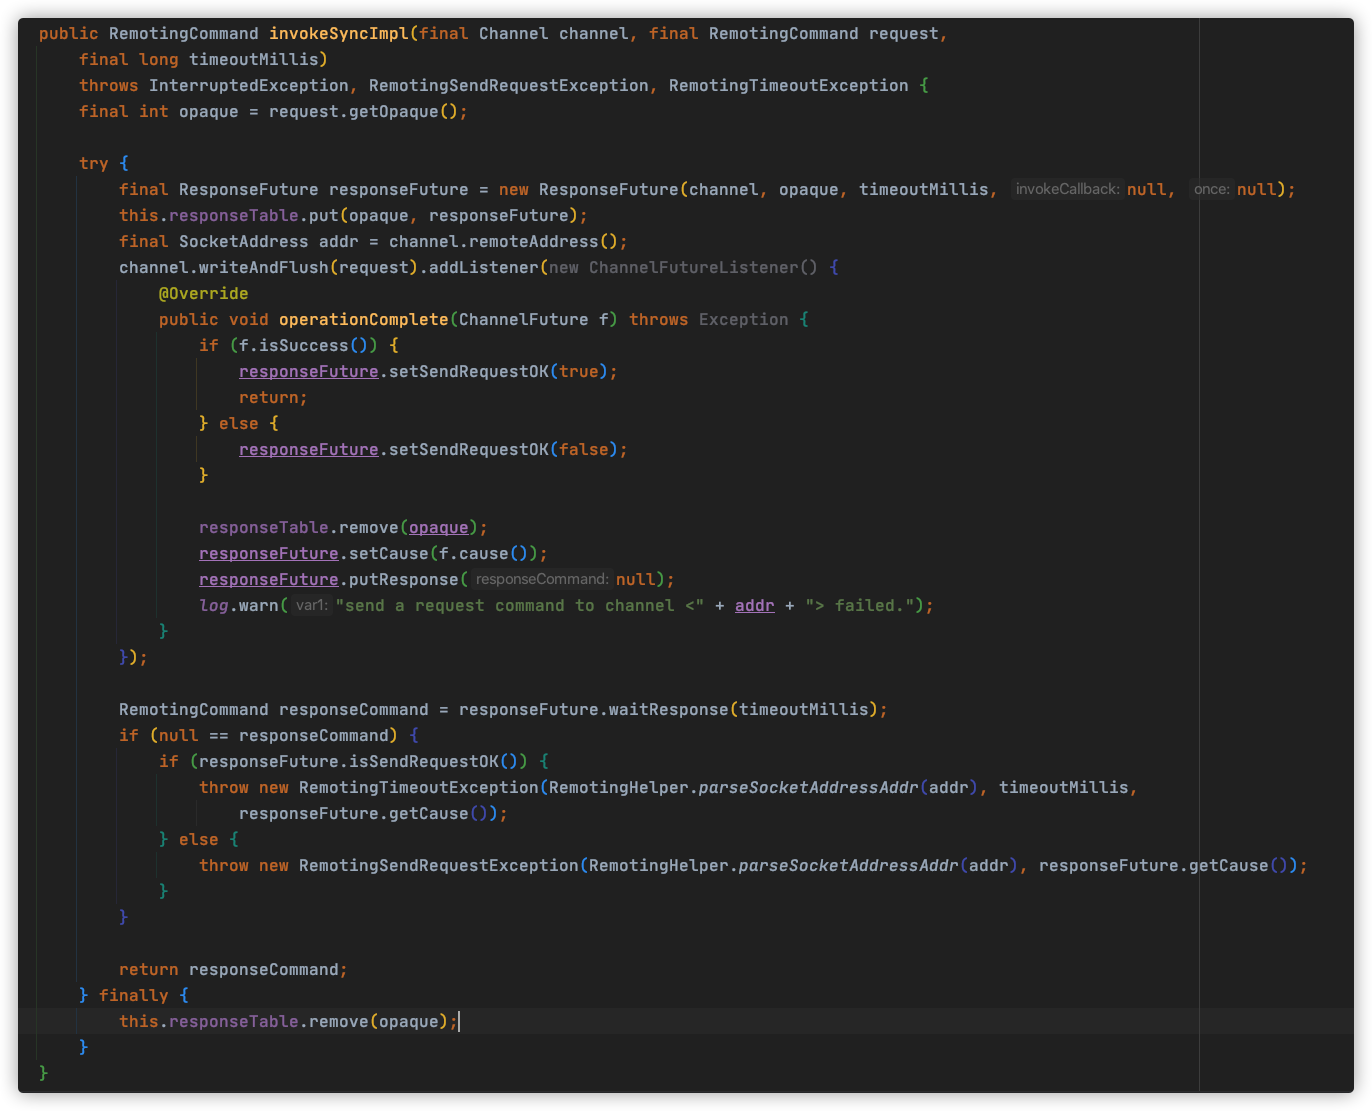 public RemotingCommand invokeSyncImpl(final Channel channel, final RemotingCommand request,
    final long timeoutMillis)
    throws InterruptedException, RemotingSendRequestException, RemotingTimeoutException {
    final int opaque = request.getOpaque();

    try {
        final ResponseFuture responseFuture = new ResponseFuture(channel, opaque, timeoutMillis, invokeCallback: null, once: null);
        this.responseTable.put(opaque, responseFuture);
        final SocketAddress addr = channel.remoteAddress();
        channel.writeAndFlush(request).addListener(new ChannelFutureListener() {
            @Override
            public void operationComplete(ChannelFuture f) throws Exception {
                if (f.isSuccess()) {
                    responseFuture.setSendRequestOK(true);
                    return;
                } else {
                    responseFuture.setSendRequestOK(false);
                }

                responseTable.remove(opaque);
                responseFuture.setCause(f.cause());
                responseFuture.putResponse( responseCommand: null);
                log.warn( var1: "send a request command to channel <" + addr + "> failed.");
            }
        });

        RemotingCommand responseCommand = responseFuture.waitResponse(timeoutMillis);
        if (null == responseCommand) {
            if (responseFuture.isSendRequestOK()) {
                throw new RemotingTimeoutException(RemotingHelper.parseSocketAddressAddr(addr), timeoutMillis,
                    responseFuture.getCause());
            } else {
                throw new RemotingSendRequestException(RemotingHelper.parseSocketAddressAddr(addr), responseFuture.getCause());
            }
        }

        return responseCommand;
    } finally {
        this.responseTable.remove(opaque);
    }
}